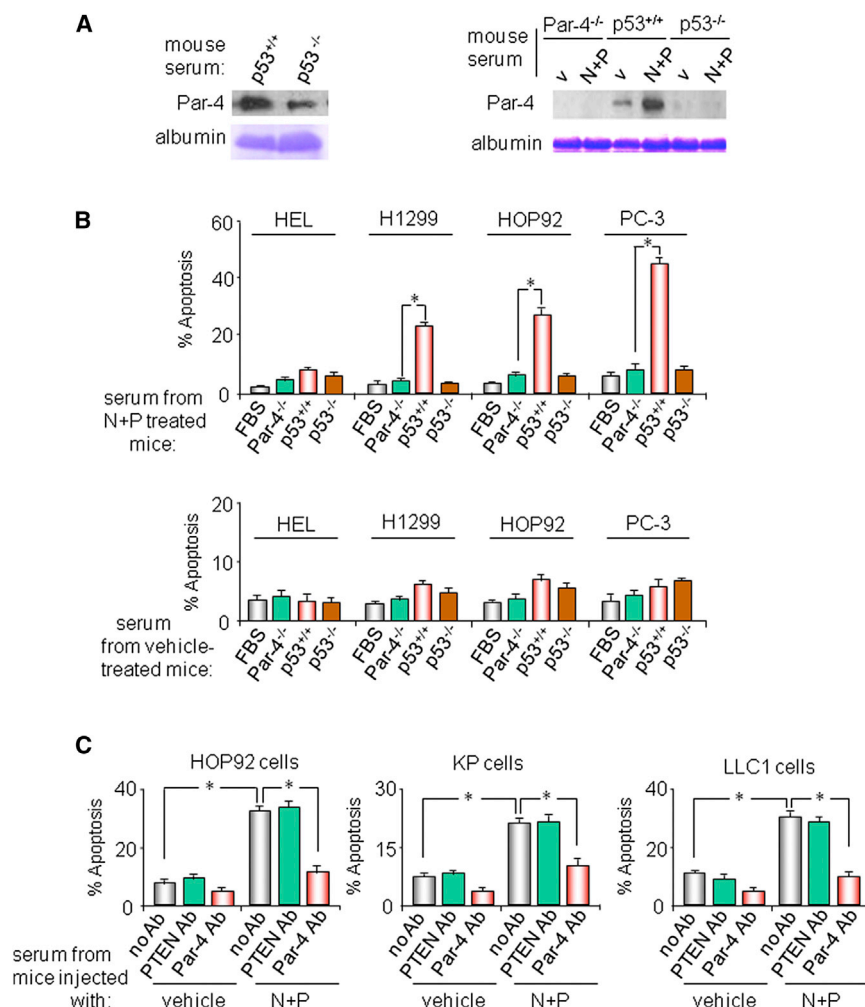 A
mouse serum: p53+/+ p53-/-
Par-4
albumin
mouse serum Par-4-/- p53+/+ p53-/-
v N+P v N+P v N+P
Par-4
albumin
B
60
40
20
0
% Apoptosis
HEL H1299 HOP92 PC-3
* * *
serum from N+P treated mice:
FBS Par-4-/- p53+/+ p53-/- FBS Par-4-/- p53+/+ p53-/- FBS Par-4-/- p53+/+ p53-/- FBS Par-4-/- p53+/+ p53-/-
20
10
0
% Apoptosis
HEL H1299 HOP92 PC-3
serum from vehicle-treated mice:
FBS Par-4-/- p53+/+ p53-/- FBS Par-4-/- p53+/+ p53-/- FBS Par-4-/- p53+/+ p53-/- FBS Par-4-/- p53+/+ p53-/-
C
HOP92 cells
40
20
0
% Apoptosis
* *
KP cells
30
15
0
% Apoptosis
* *
LLC1 cells
40
20
0
% Apoptosis
* *
noAb PTEN Ab Par-4 Ab noAb PTEN Ab Par-4 Ab
noAb PTEN Ab Par-4 Ab noAb PTEN Ab Par-4 Ab
noAb PTEN Ab Par-4 Ab noAb PTEN Ab Par-4 Ab
serum from mice injected with:
vehicle N+P vehicle N+P vehicle N+P